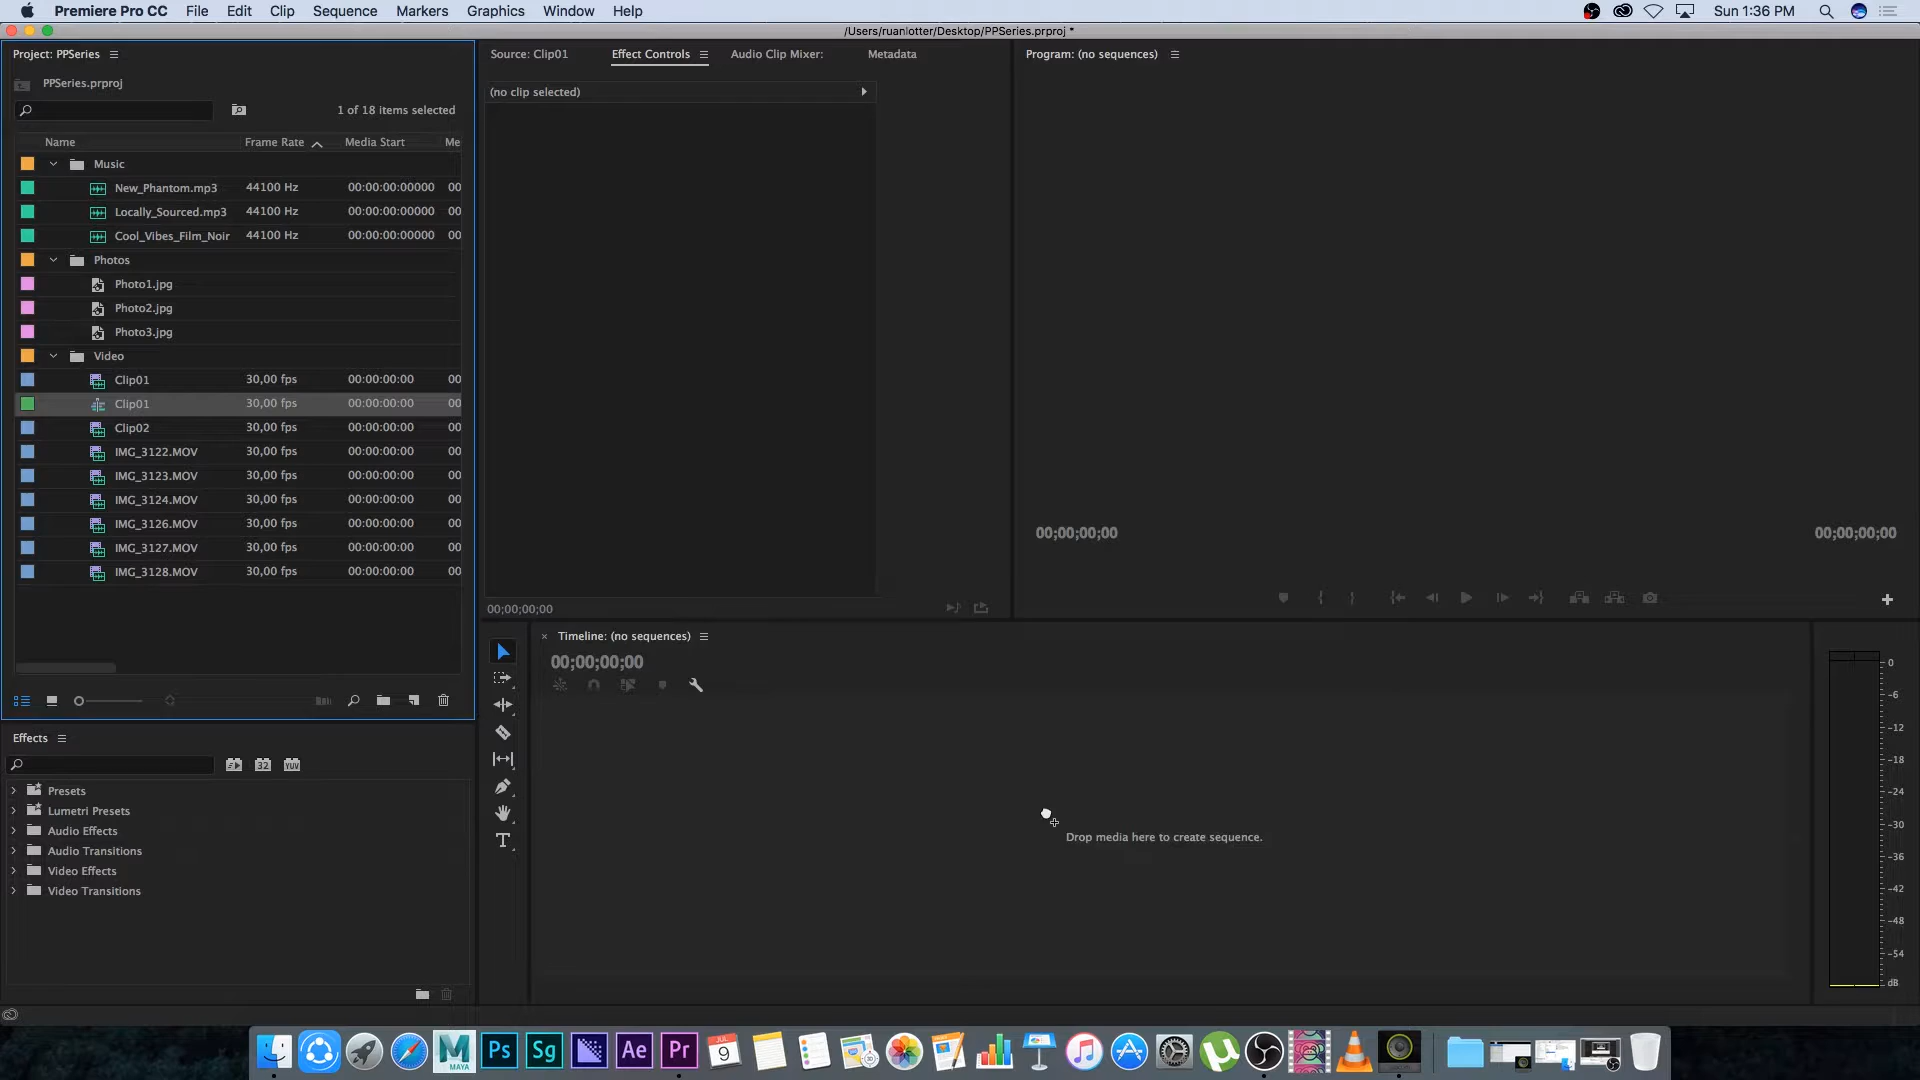 Premiere Pro CC File Edit Clip Sequence Markers Graphics Window Help
Sun 1:36 PM
/Users/ruanlotter/Desktop/PPSeries.prproj *
Project: PPSeries
PPSeries.prproj
1 of 18 items selected
Name Frame Rate Media Start Me
Music
New_Phantom.mp3 44100 Hz 00:00:00:00000 00
Locally_Sourced.mp3 44100 Hz 00:00:00:00000 00
Cool_Vibes_Film_Noir 44100 Hz 00:00:00:00000 00
Photos
Photo1.jpg
Photo2.jpg
Photo3.jpg
Video
Clip01 30,00 fps 00:00:00:00 00
Clip01 30,00 fps 00:00:00:00 00
Clip02 30,00 fps 00:00:00:00 00
IMG_3122.MOV 30,00 fps 00:00:00:00 00
IMG_3123.MOV 30,00 fps 00:00:00:00 00
IMG_3124.MOV 30,00 fps 00:00:00:00 00
IMG_3126.MOV 30,00 fps 00:00:00:00 00
IMG_3127.MOV 30,00 fps 00:00:00:00 00
IMG_3128.MOV 30,00 fps 00:00:00:00 00
Source: Clip01 Effect Controls Audio Clip Mixer: Metadata
(no clip selected)
00;00;00;00
Program: (no sequences)
00;00;00;00 00;00;00;00
Effects
32 YUV
Presets
Lumetri Presets
Audio Effects
Audio Transitions
Video Effects
Video Transitions
T
× Timeline: (no sequences)
00;00;00;00
Drop media here to create sequence.
0
-6
-12
-18
-24
-30
-36
-42
-48
-54
dB
M MAYA Ps Sg Ae Pr JUL 9